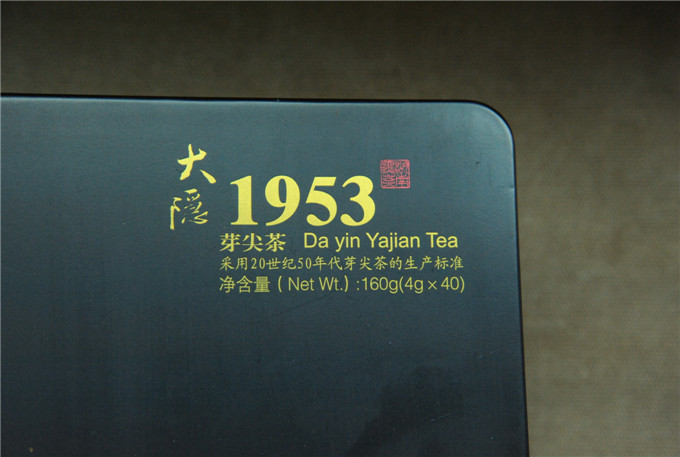 大隱
1953
芽尖茶 Da yin Yajian Tea
采用20世纪50年代芽尖茶的生产标准
净含量(Net Wt.):160g(4g×40)